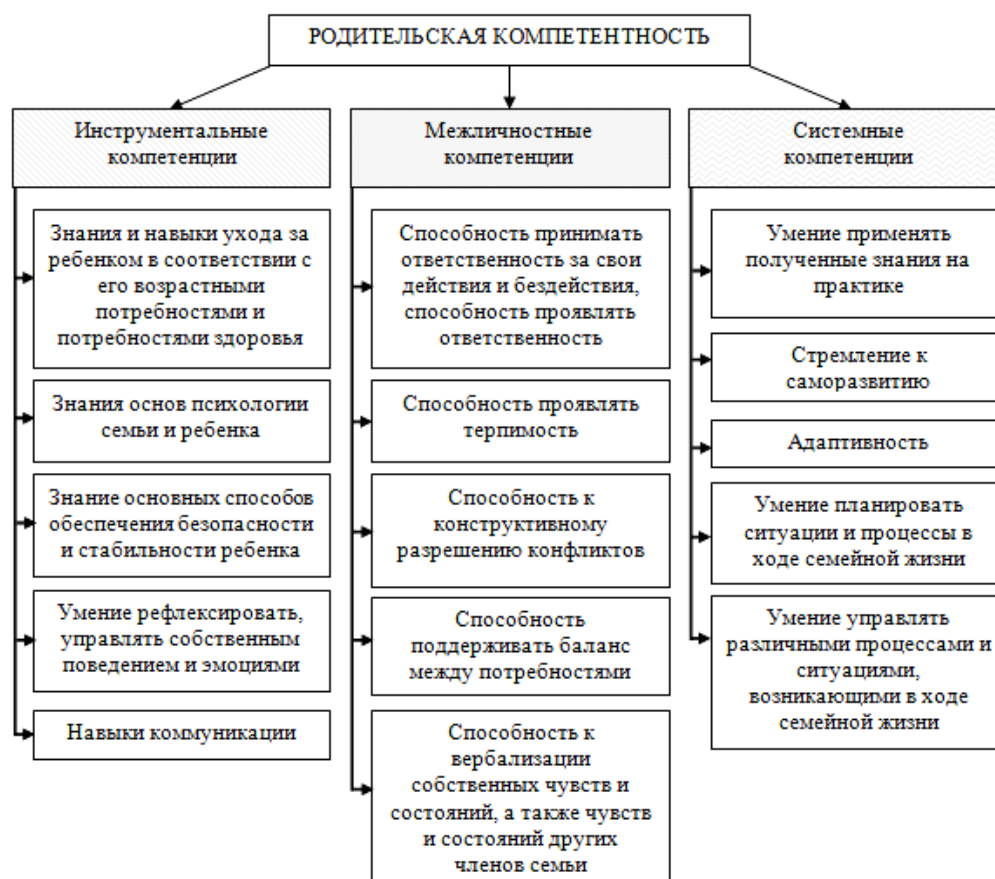 РОДИТЕЛЬСКАЯ КОМПЕТЕНТНОСТЬ
Инструментальные
компетенции
Знания и навыки ухода за
ребенком в соответствии с
его возрастными
потребностями и
потребностями здоровья
Знания основ психологии
семьи и ребенка
Знание основных способов
обеспечения безопасности
и стабильности ребенка
Умение рефлексировать,
управлять собственным
поведением и эмоциями
Навыки коммуникации
Межличностные
компетенции
Способность принимать
ответственность за свои
действия и бездействия,
способность проявлять
ответственность
Способность проявлять
терпимость
Способность к
конструктивному
разрешению конфликтов
Способность
поддерживать баланс
между потребностями
Способность к
вербализации
собственных чувств и
состояний, а также чувств
и состояний других
членов семьи
Системные
компетенции
Умение применять
полученные знания на
практике
Стремление к
саморазвитию
Адаптивность
Умение планировать
ситуации и процессы в
ходе семейной жизни
Умение управлять
различными процессами и
ситуациями,
возникающими в ходе
семейной жизни